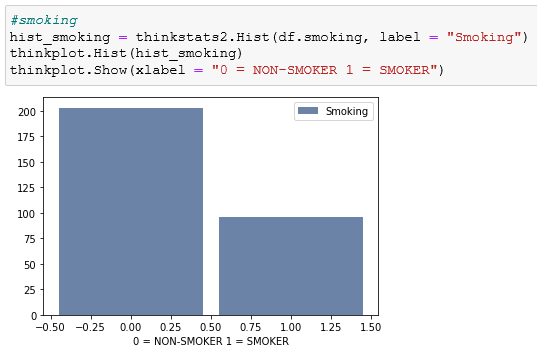 #smoking
hist_smoking = thinkstats2.Hist(df.smoking, label = "Smoking")
thinkplot.Hist(hist_smoking)
thinkplot.Show(xlabel = "0 = NON-SMOKER 1 = SMOKER")
Smoking
200
175
150
125
100
75
50
25
0
−0.50 −0.25 0.00 0.25 0.50 0.75 1.00 1.25 1.50
0 = NON-SMOKER 1 = SMOKER